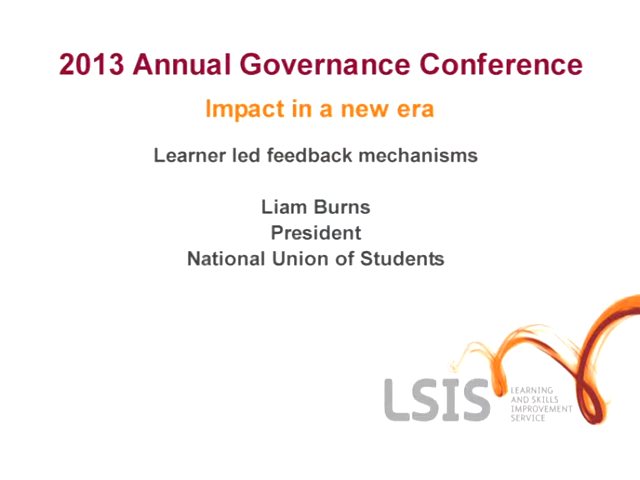 2013 Annual Governance Conference
Impact in a new era
Learner led feedback mechanisms
Liam Burns
President
National Union of Students
LSIS
LEARNING
AND SKILLS
IMPROVEMENT
SERVICE